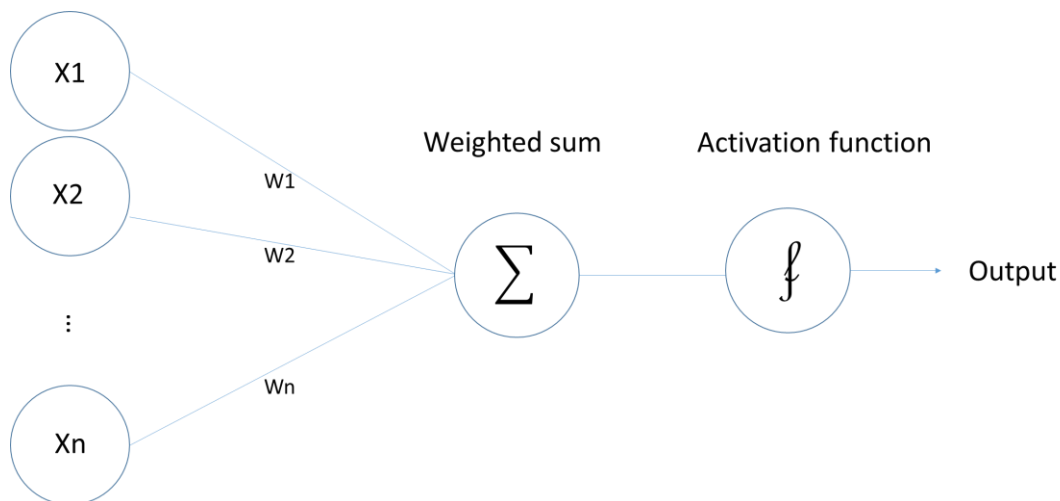 X1
X2
⋮
Xn
W1
W2
Wn
Weighted sum
∑
Activation function
∱
Output